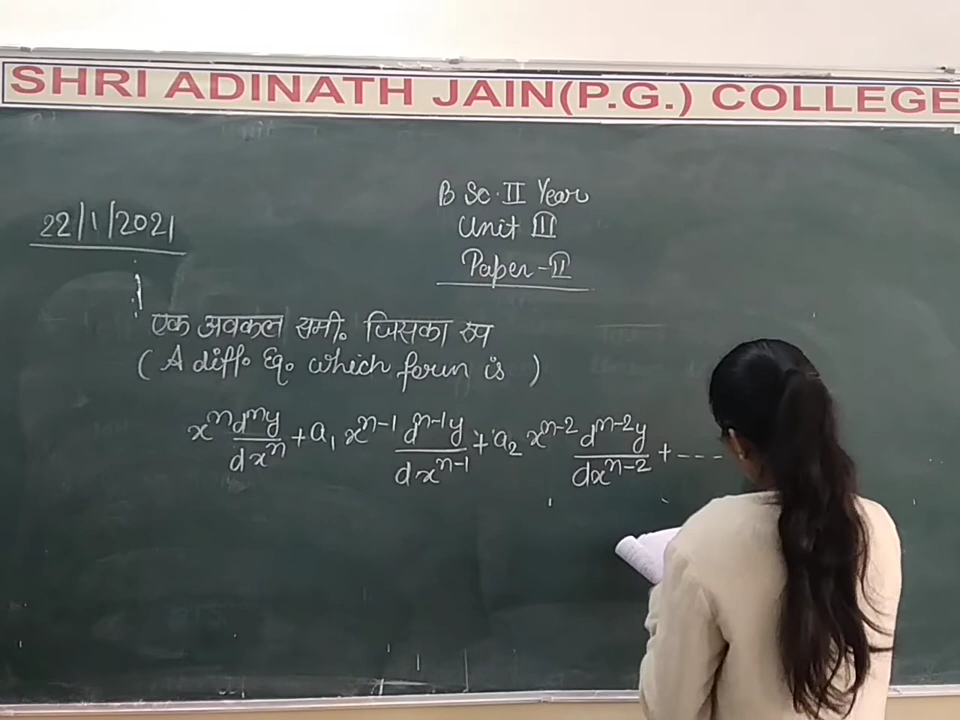 SHRI ADINATH JAIN(P.G.) COLLEGE
B Sc. II Year
22/1/2021
Unit III
Paper-II
एक अवकल समी० जिसका रूप
(A diff. Eq. which form is)
xⁿ dⁿy/dxⁿ + a₁ xⁿ⁻¹ dⁿ⁻¹y/dxⁿ⁻¹ + a₂ xⁿ⁻² dⁿ⁻²y/dxⁿ⁻² + ---